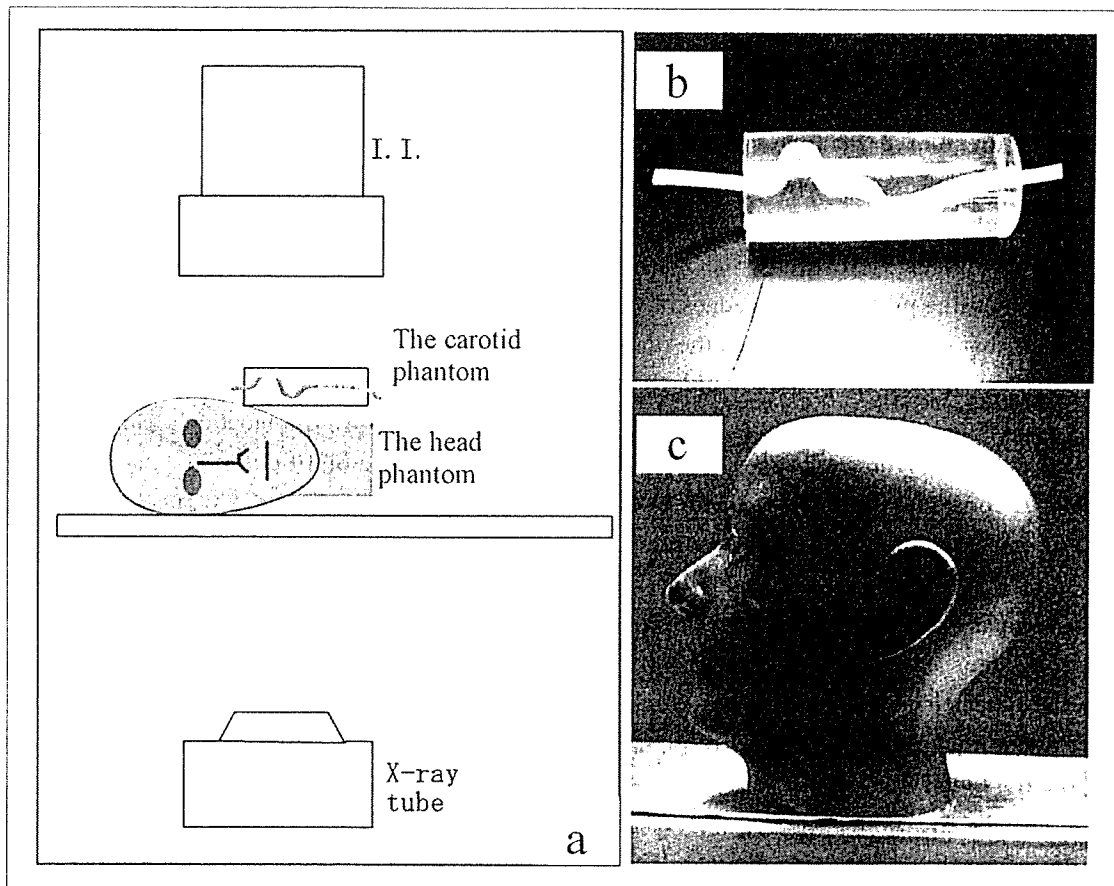 I. I.
The carotid
phantom
The head
phantom
X-ray
tube
a
b
c